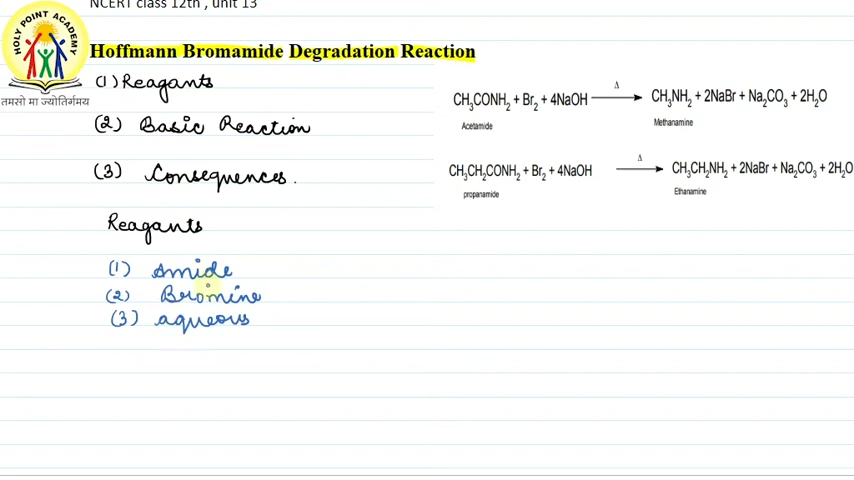 NCERT class 12th , unit 13
HOLY POINT ACADEMY
तमसो मा ज्योतिर्गमय
Hoffmann Bromamide Degradation Reaction
(1) Reagants
(2) Basic Reaction
(3) Consequences.
Reagants
(1) Amide
(2) Bromine
(3) aqueous
Δ
CH₃CONH₂ + Br₂ + 4NaOH ⟶ CH₃NH₂ + 2NaBr + Na₂CO₃ + 2H₂O
Acetamide Methanamine
Δ
CH₃CH₂CONH₂ + Br₂ + 4NaOH ⟶ CH₃CH₂NH₂ + 2NaBr + Na₂CO₃ + 2H₂O
propanamide Ethanamine